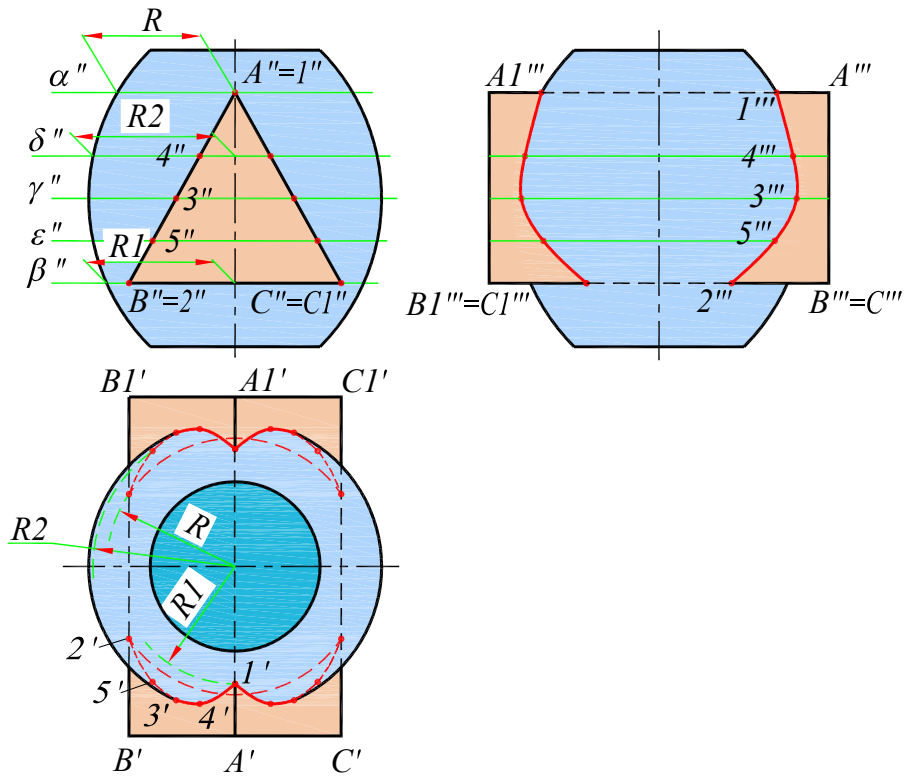 R
α"
A"=1"
A1'''
A'''
1'''
R2
δ"
4"
4'''
γ"
3"
3'''
ε"
5"
5'''
R1
β"
B"=2"
C"=C1"
B1'''=C1'''
2'''
B'''=C'''
B1'
A1'
C1'
R2
R
R1
2'
1'
5'
3'
4'
B'
A'
C'